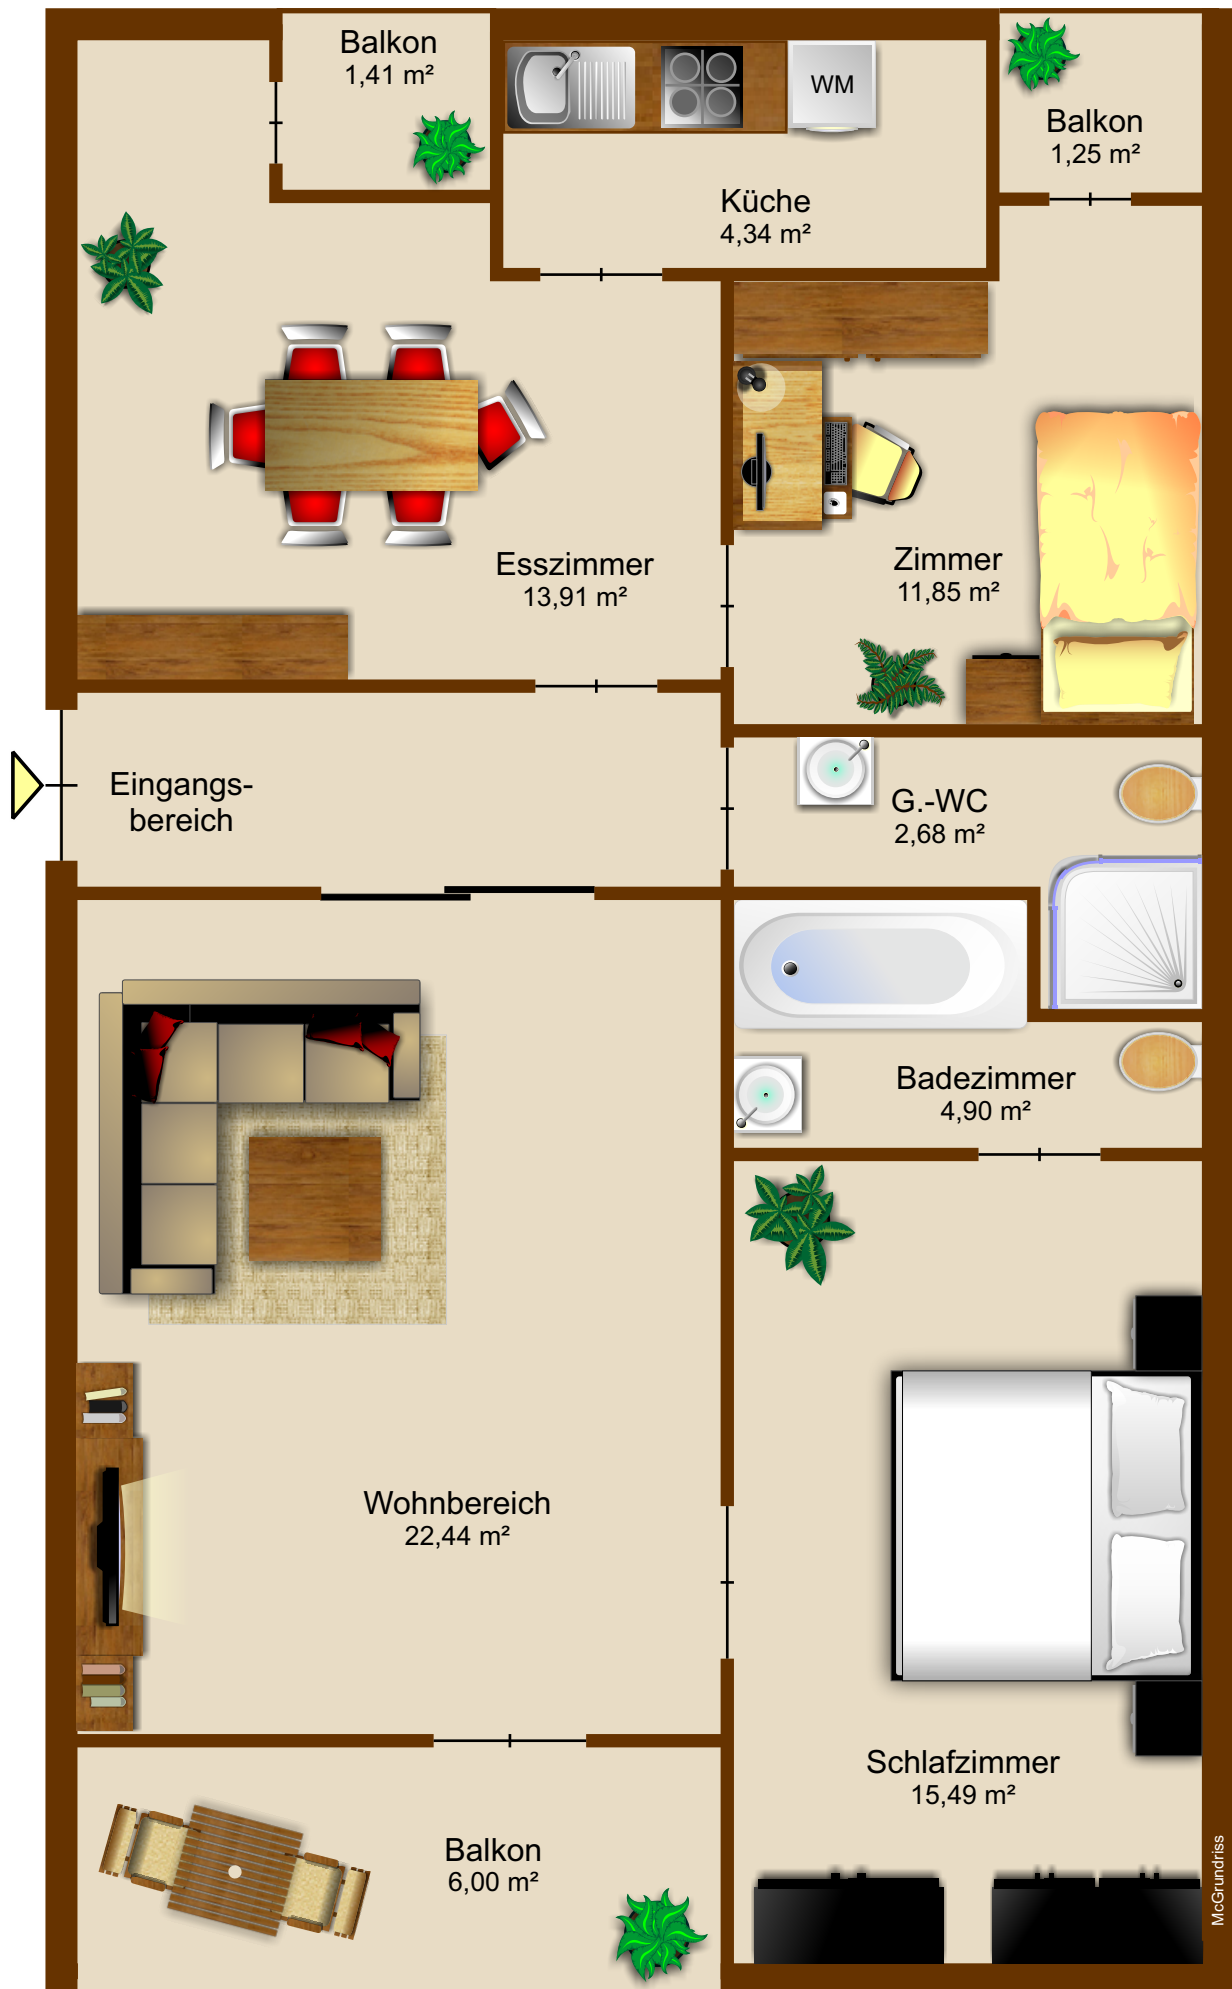 Balkon
1,41 m²
WM
Balkon
1,25 m²
Küche
4,34 m²
Esszimmer
13,91 m²
Zimmer
11,85 m²
Eingangs-
bereich
G.-WC
2,68 m²
Badezimmer
4,90 m²
Wohnbereich
22,44 m²
Schlafzimmer
15,49 m²
Balkon
6,00 m²
McGrundriss